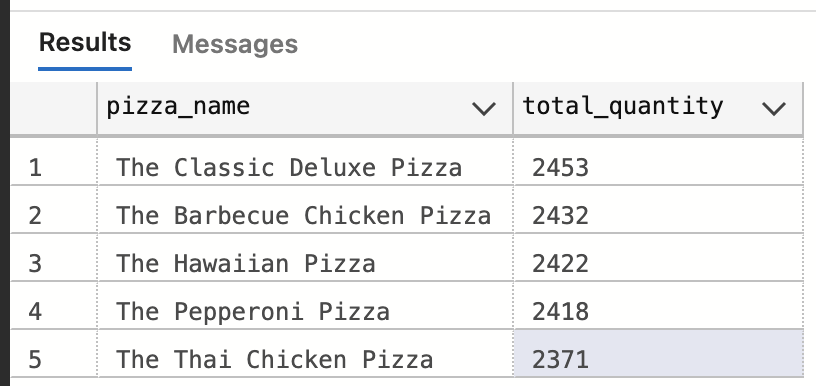 Results Messages
pizza_name total_quantity
1 The Classic Deluxe Pizza 2453
2 The Barbecue Chicken Pizza 2432
3 The Hawaiian Pizza 2422
4 The Pepperoni Pizza 2418
5 The Thai Chicken Pizza 2371